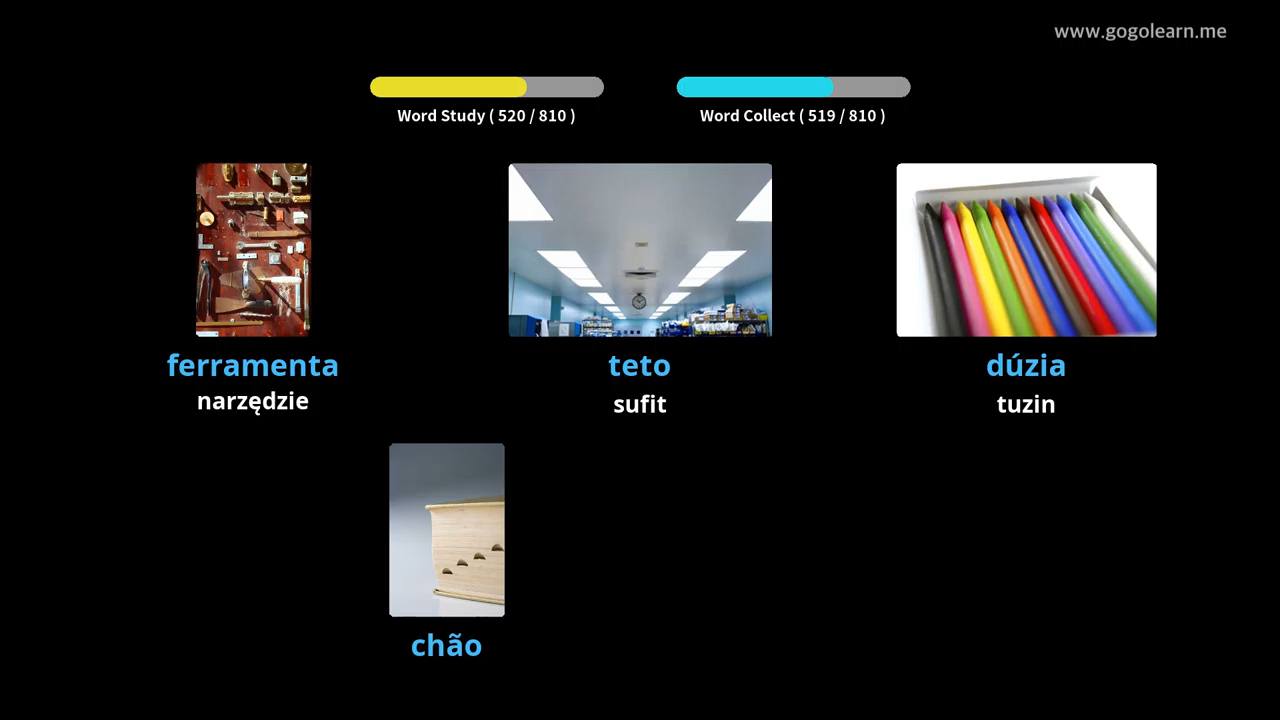 www.gogolearn.me
Word Study ( 520 / 810 )
Word Collect ( 519 / 810 )
ferramenta
teto
dúzia
narzędzie
sufit
tuzin
chão